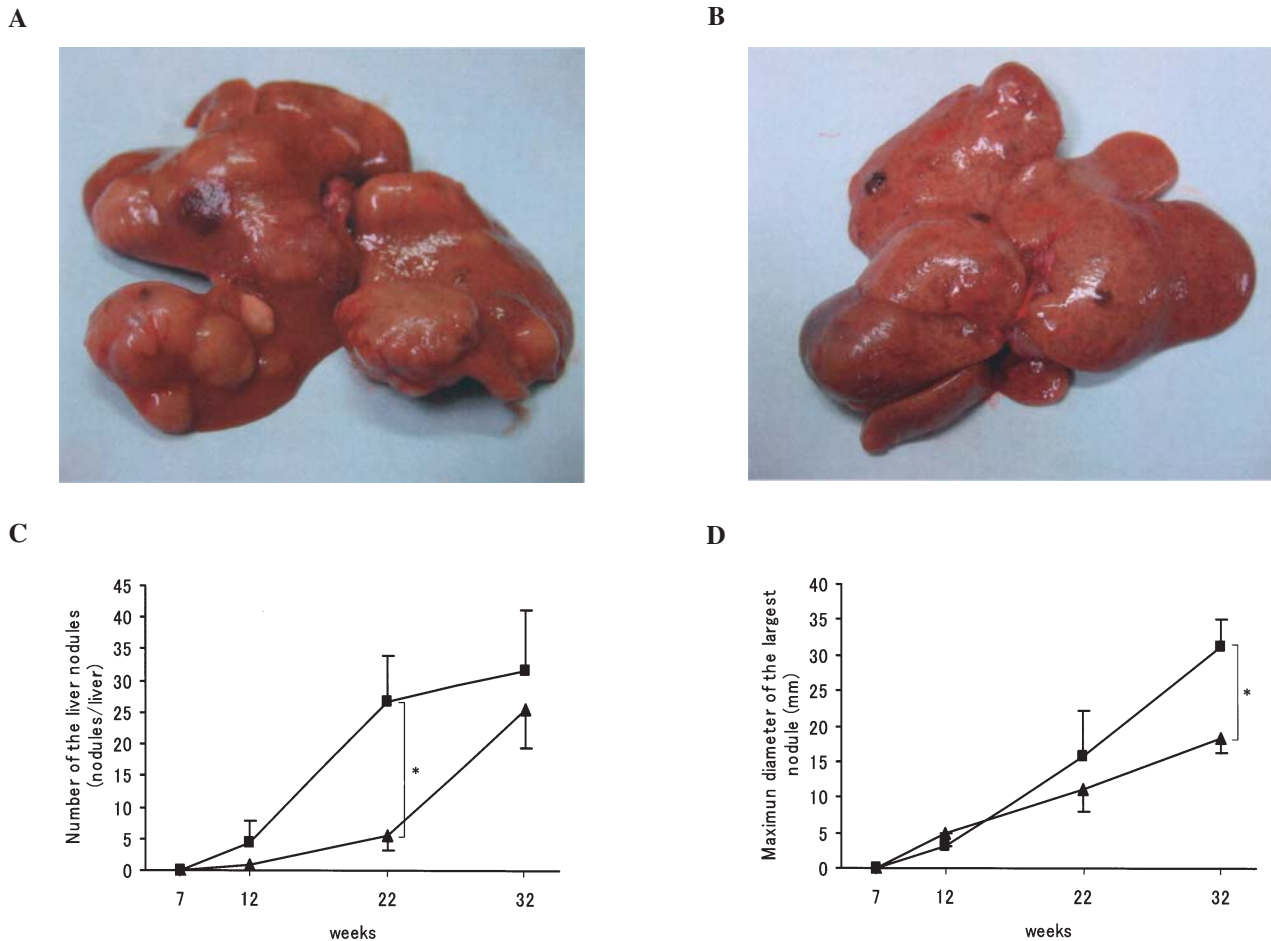 A
B
C
D
Number of the liver nodules
(nodules/liver)
45
40
35
30
25
20
15
10
5
0
*
7
12
22
32
weeks
Maximun diameter of the largest
nodule (mm)
40
35
30
25
20
15
10
5
0
*
7
12
22
32
weeks